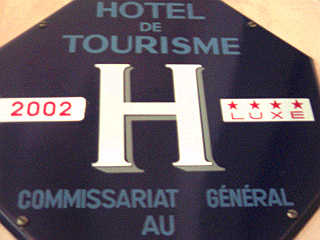 HOTEL
DE
TOURISME
2002
H
★★★★
LUXE
COMMISSARIAT GÉNÉRAL
AU